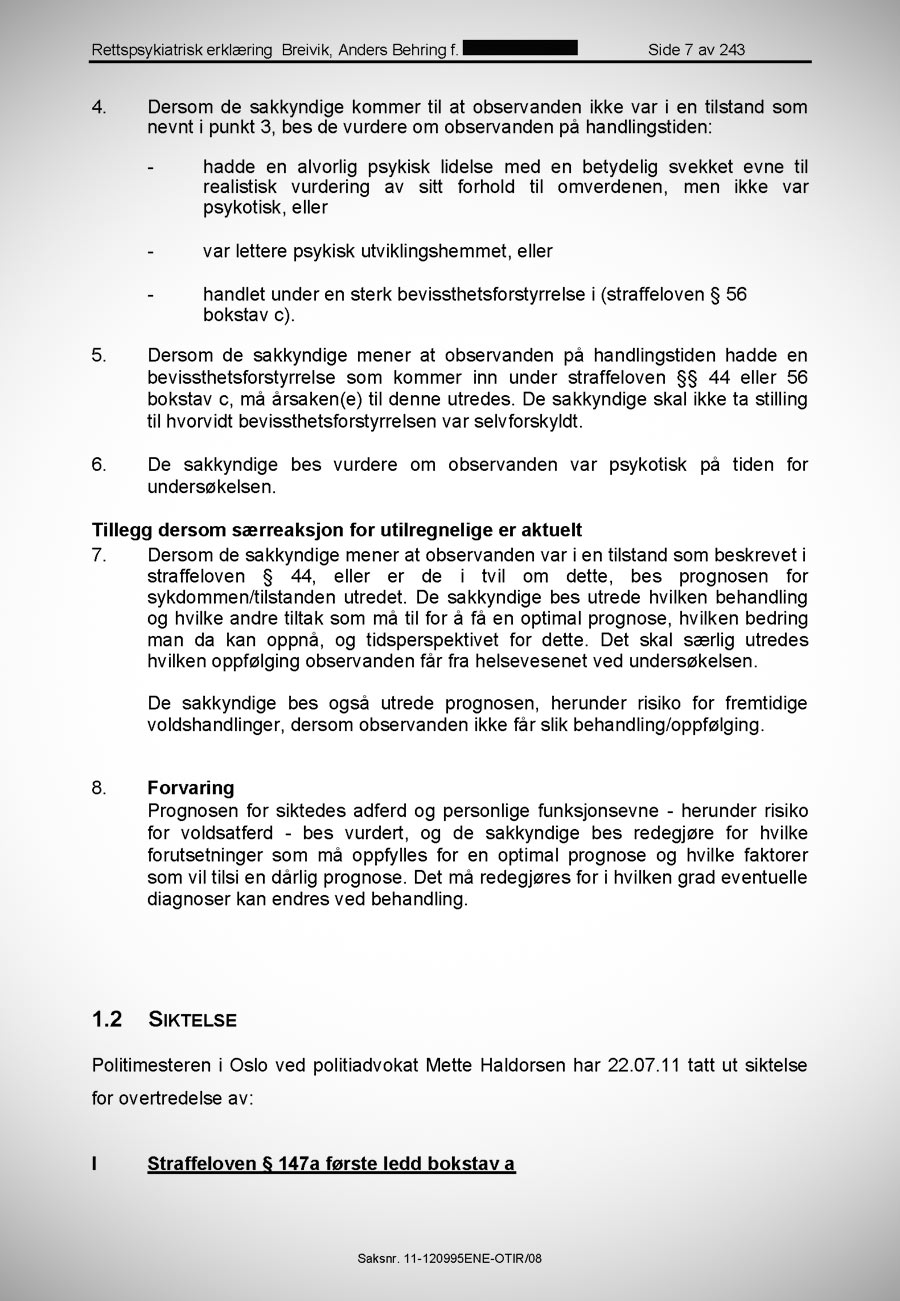 Rettspsykiatrisk erklæring Breivik, Anders Behring f. Side 7 av 243
4. Dersom de sakkyndige kommer til at observanden ikke var i en tilstand som
nevnt i punkt 3, bes de vurdere om observanden på handlingstiden:
- hadde en alvorlig psykisk lidelse med en betydelig svekket evne til
realistisk vurdering av sitt forhold til omverdenen, men ikke var
psykotisk, eller
- var lettere psykisk utviklingshemmet, eller
- handlet under en sterk bevissthetsforstyrrelse i (straffeloven § 56
bokstav c).
5. Dersom de sakkyndige mener at observanden på handlingstiden hadde en
bevissthetsforstyrrelse som kommer inn under straffeloven §§ 44 eller 56
bokstav c, må årsaken(e) til denne utredes. De sakkyndige skal ikke ta stilling
til hvorvidt bevissthetsforstyrrelsen var selvforskyldt.
6. De sakkyndige bes vurdere om observanden var psykotisk på tiden for
undersøkelsen.
Tillegg dersom særreaksjon for utilregnelige er aktuelt
7. Dersom de sakkyndige mener at observanden var i en tilstand som beskrevet i
straffeloven § 44, eller er de i tvil om dette, bes prognosen for
sykdommen/tilstanden utredet. De sakkyndige bes utrede hvilken behandling
og hvilke andre tiltak som må til for å få en optimal prognose, hvilken bedring
man da kan oppnå, og tidsperspektivet for dette. Det skal særlig utredes
hvilken oppfølging observanden får fra helsevesenet ved undersøkelsen.
De sakkyndige bes også utrede prognosen, herunder risiko for fremtidige
voldshandlinger, dersom observanden ikke får slik behandling/oppfølging.
8. Forvaring
Prognosen for siktedes adferd og personlige funksjonsevne - herunder risiko
for voldsatferd - bes vurdert, og de sakkyndige bes redegjøre for hvilke
forutsetninger som må oppfylles for en optimal prognose og hvilke faktorer
som vil tilsi en dårlig prognose. Det må redegjøres for i hvilken grad eventuelle
diagnoser kan endres ved behandling.
1.2 SIKTELSE
Politimesteren i Oslo ved politiadvokat Mette Haldorsen har 22.07.11 tatt ut siktelse
for overtredelse av:
I Straffeloven § 147a første ledd bokstav a
Saksnr. 11-120995ENE-OTIR/08